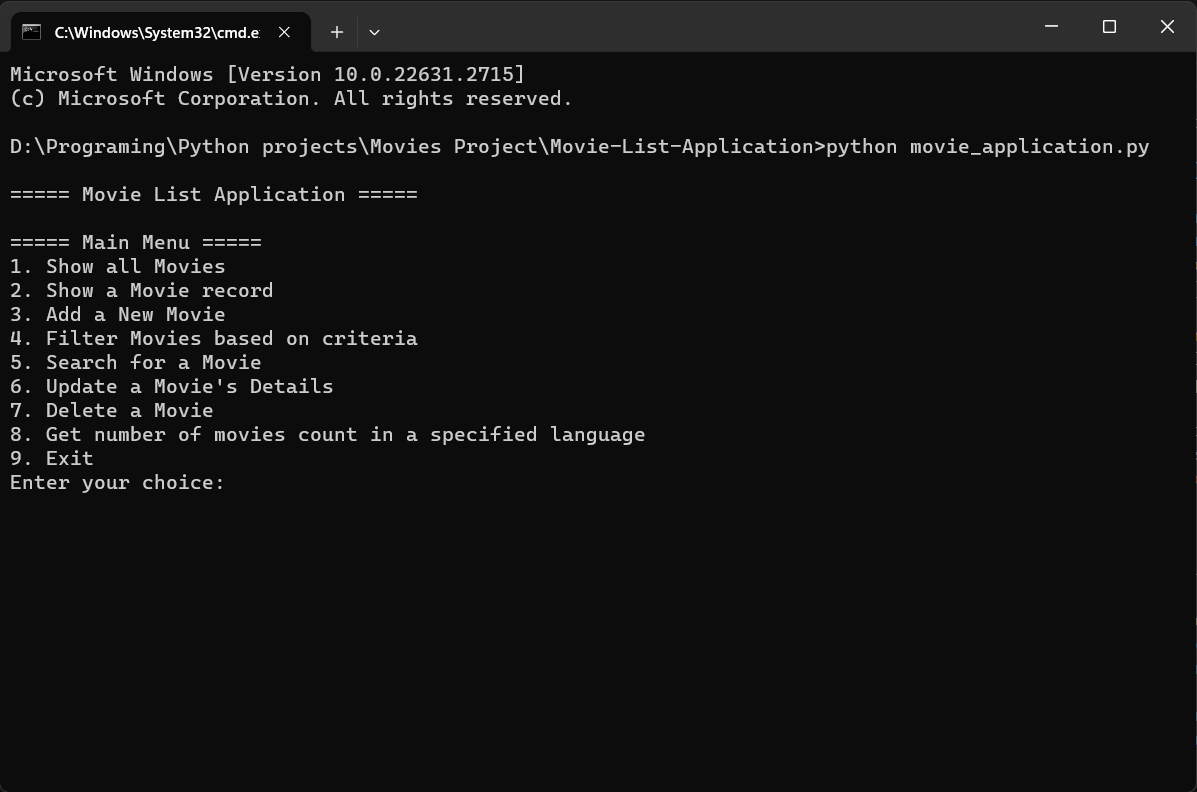 C:\Windows\System32\cmd.e
Microsoft Windows [Version 10.0.22631.2715]
(c) Microsoft Corporation. All rights reserved.
D:\Programing\Python projects\Movies Project\Movie-List-Application>python movie_application.py
===== Movie List Application =====
===== Main Menu =====
1. Show all Movies
2. Show a Movie record
3. Add a New Movie
4. Filter Movies based on criteria
5. Search for a Movie
6. Update a Movie's Details
7. Delete a Movie
8. Get number of movies count in a specified language
9. Exit
Enter your choice: